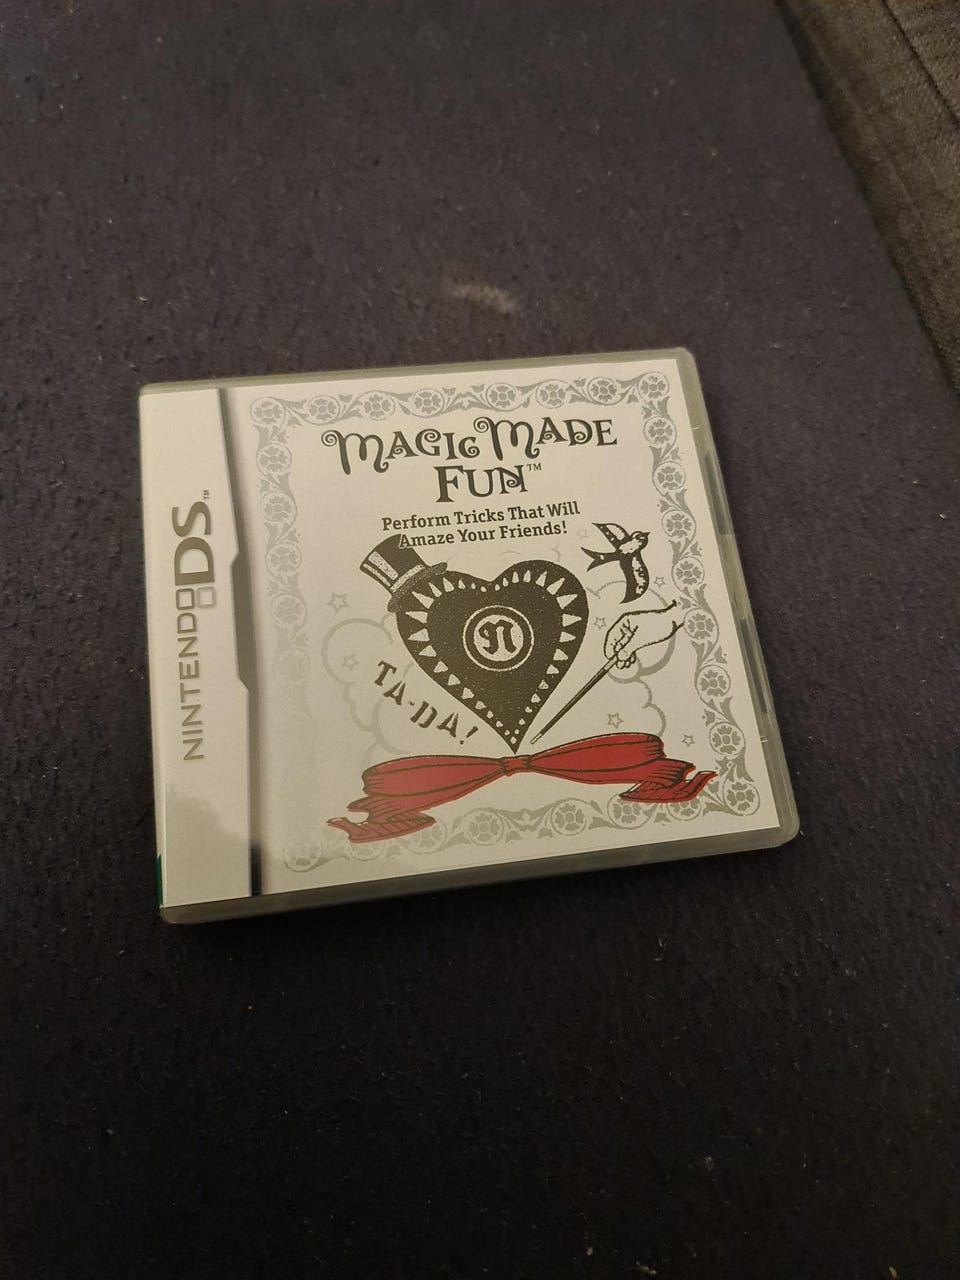 MAGIC MADE
FUN™
Perform Tricks That Will
Amaze Your Friends!
N
TA-DA!
NINTENDO DS™